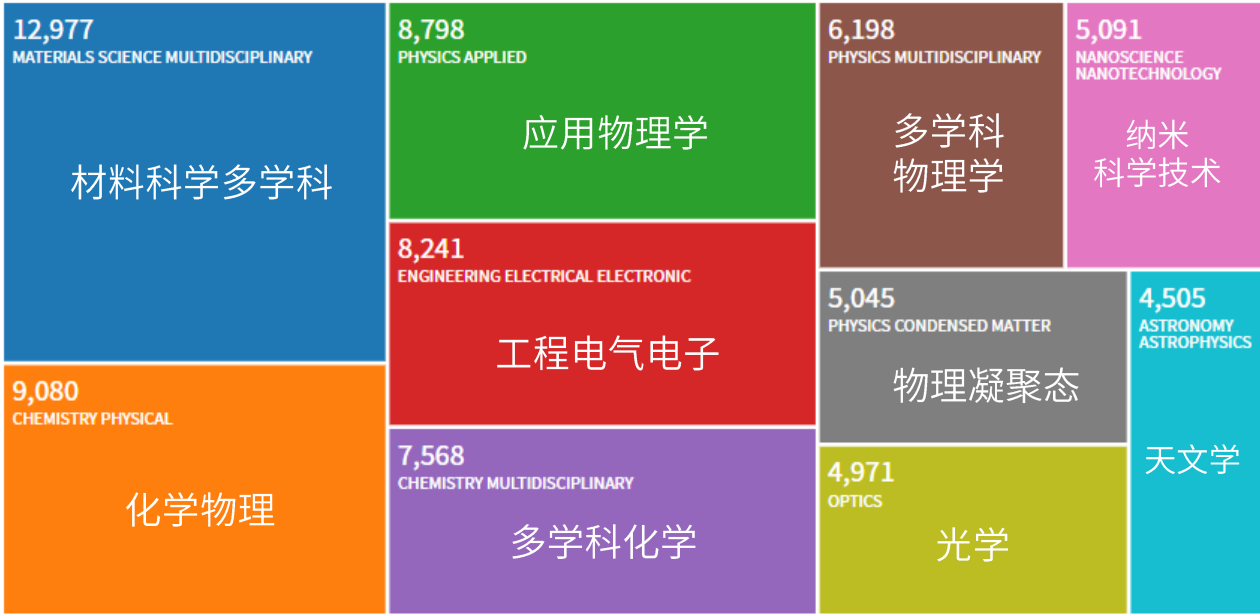 12,977
MATERIALS SCIENCE MULTIDISCIPLINARY
材料科学多学科
9,080
CHEMISTRY PHYSICAL
化学物理
8,798
PHYSICS APPLIED
应用物理学
8,241
ENGINEERING ELECTRICAL ELECTRONIC
工程电气电子
7,568
CHEMISTRY MULTIDISCIPLINARY
多学科化学
6,198
PHYSICS MULTIDISCIPLINARY
多学科
物理学
5,091
NANOSCIENCE
NANOTECHNOLOGY
纳米
科学技术
5,045
PHYSICS CONDENSED MATTER
物理凝聚态
4,971
OPTICS
光学
4,505
ASTRONOMY
ASTROPHYSICS
天文学